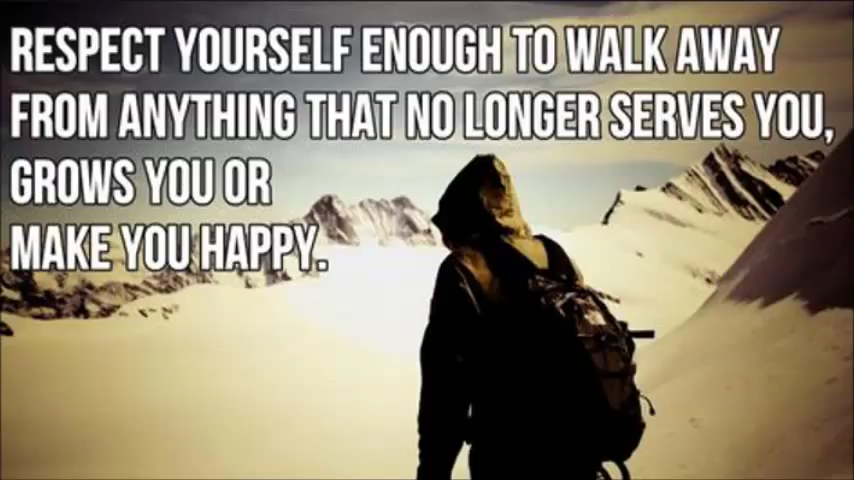 RESPECT YOURSELF ENOUGH TO WALK AWAY
FROM ANYTHING THAT NO LONGER SERVES YOU,
GROWS YOU OR
MAKE YOU HAPPY.